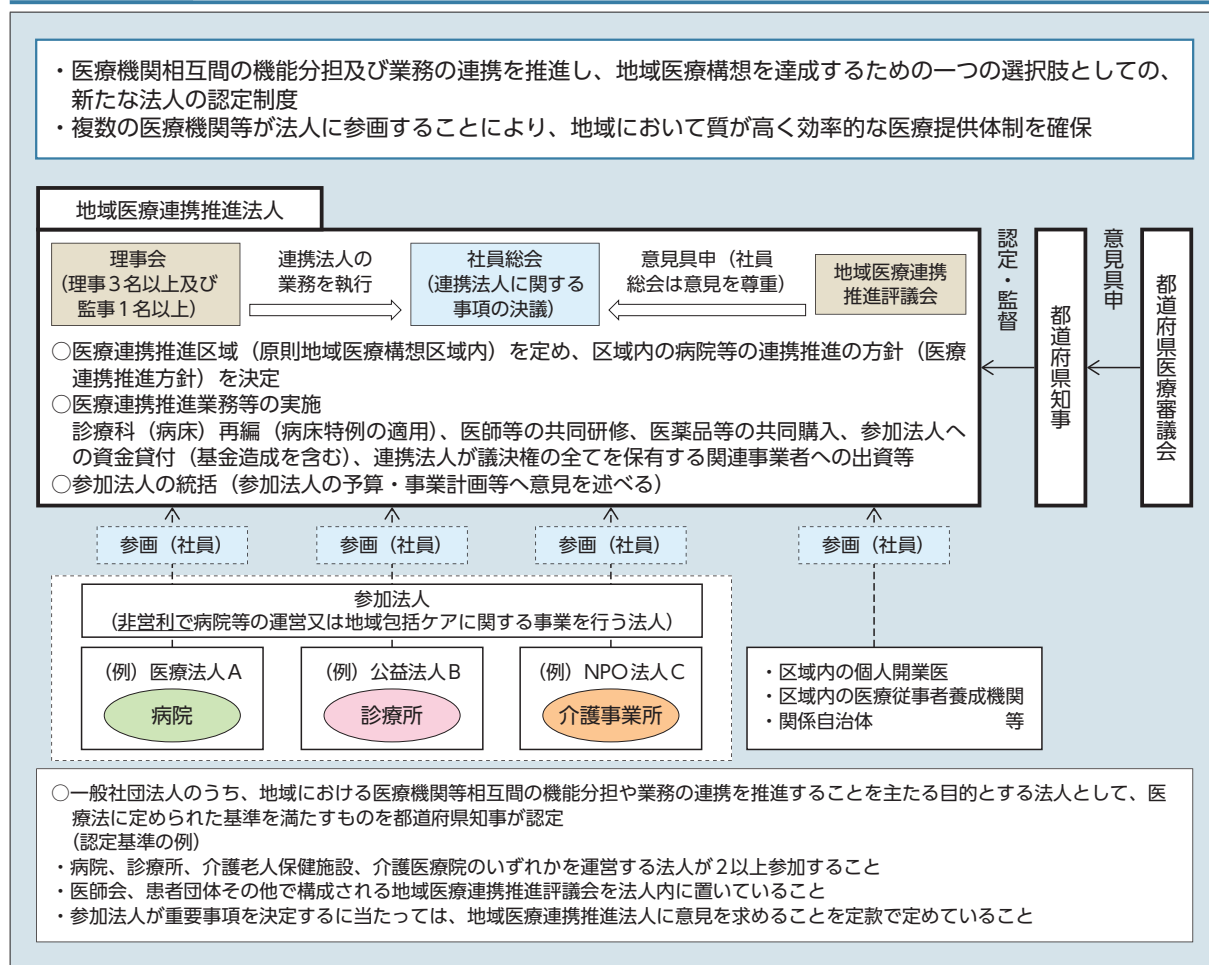 ・医療機関相互間の機能分担及び業務の連携を推進し、地域医療構想を達成するための一つの選択肢としての、
新たな法人の認定制度
・複数の医療機関等が法人に参画することにより、地域において質が高く効率的な医療提供体制を確保
地域医療連携推進法人
理事会
(理事3名以上及び
監事1名以上)
連携法人の
業務を執行
社員総会
(連携法人に関する
事項の決議)
意見具申(社員
総会は意見を尊重)
地域医療連携
推進評議会
認定・監督
都道府県知事
意見具申
都道府県医療審議会
○医療連携推進区域(原則地域医療構想区域内)を定め、区域内の病院等の連携推進の方針(医療
連携推進方針)を決定
○医療連携推進業務等の実施
診療科(病床)再編(病床特例の適用)、医師等の共同研修、医薬品等の共同購入、参加法人へ
の資金貸付(基金造成を含む)、連携法人が議決権の全てを保有する関連事業者への出資等
○参加法人の統括(参加法人の予算・事業計画等へ意見を述べる)
参画(社員)
参画(社員)
参画(社員)
参画(社員)
参加法人
(非営利で病院等の運営又は地域包括ケアに関する事業を行う法人)
(例)医療法人A
病院
(例)公益法人B
診療所
(例)NPO法人C
介護事業所
・区域内の個人開業医
・区域内の医療従事者養成機関
・関係自治体 等
○一般社団法人のうち、地域における医療機関等相互間の機能分担や業務の連携を推進することを主たる目的とする法人として、医
療法に定められた基準を満たすものを都道府県知事が認定
(認定基準の例)
・病院、診療所、介護老人保健施設、介護医療院のいずれかを運営する法人が2以上参加すること
・医師会、患者団体その他で構成される地域医療連携推進評議会を法人内に置いていること
・参加法人が重要事項を決定するに当たっては、地域医療連携推進法人に意見を求めることを定款で定めていること